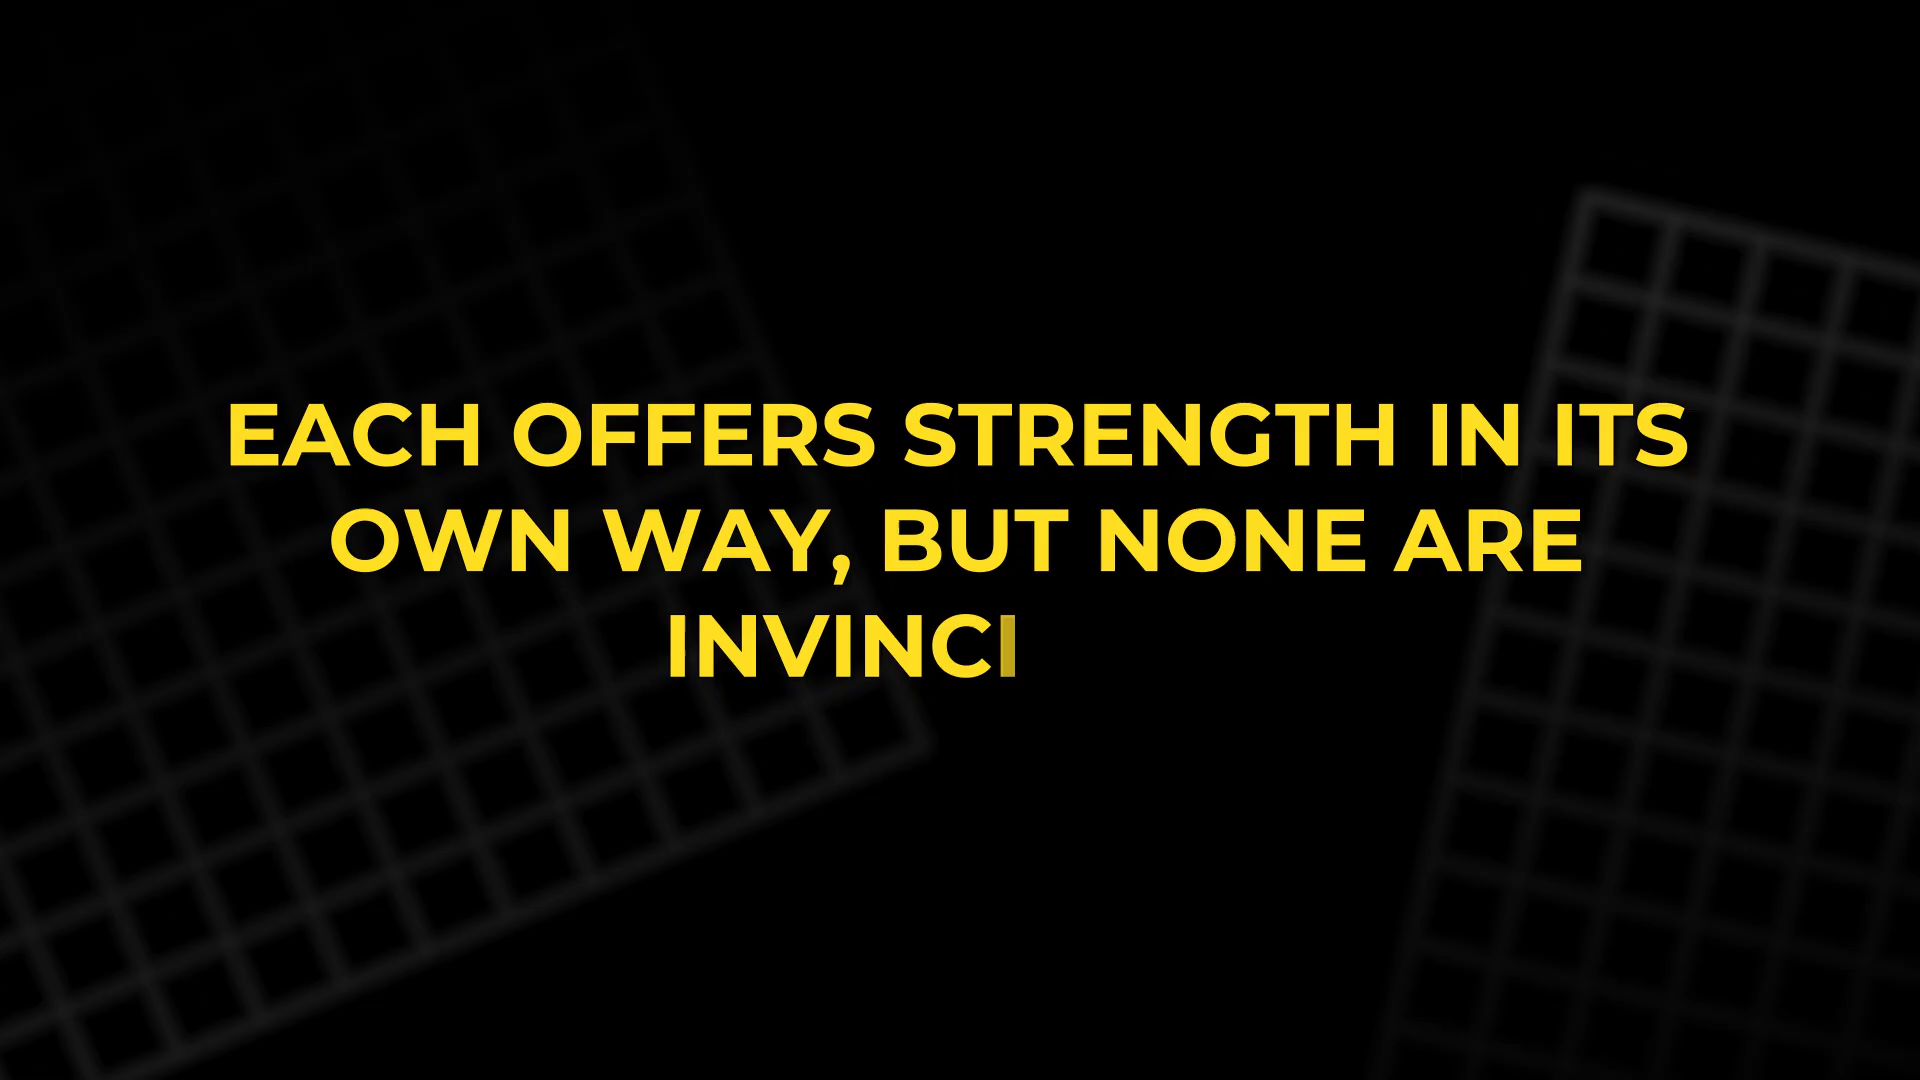 EACH OFFERS STRENGTH IN ITS
OWN WAY, BUT NONE ARE
INVINCI